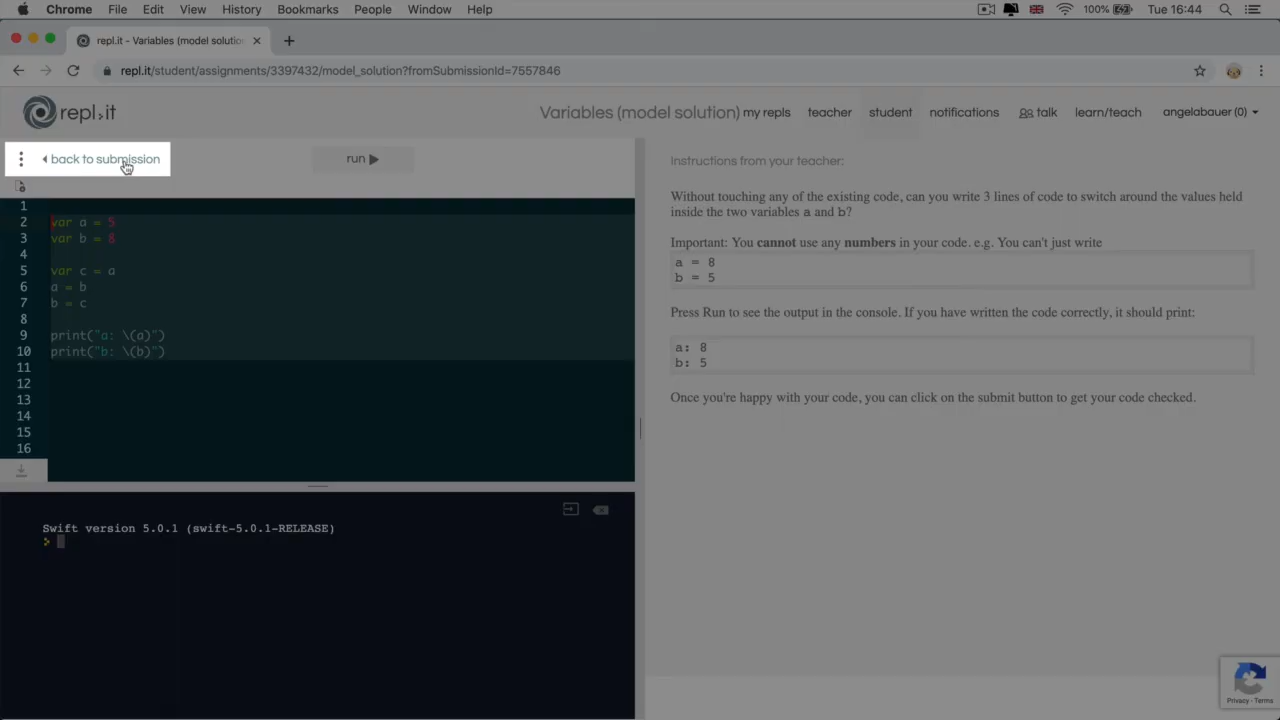 Chrome File Edit View History Bookmarks People Window Help 100% Tue 16:44
repl.it - Variables (model solutio
repl.it/student/assignments/3397432/model_solution?fromSubmissionId=7557846
repl.it Variables (model solution) my repls teacher student notifications talk learn/teach angelabauer (0)
back to submission run
Instructions from your teacher:
Without touching any of the existing code, can you write 3 lines of code to switch around the values held
inside the two variables a and b?
Important: You cannot use any numbers in your code. e.g. You can't just write
a = 8
b = 5
Press Run to see the output in the console. If you have written the code correctly, it should print:
a: 8
b: 5
Once you're happy with your code, you can click on the submit button to get your code checked.
1
2 var a = 5
3 var b = 8
4
5 var c = a
6 a = b
7 b = c
8
9 print("a: \(a)")
10 print("b: \(b)")
11
12
13
14
15
16
Swift version 5.0.1 (swift-5.0.1-RELEASE)
>
Privacy - Terms